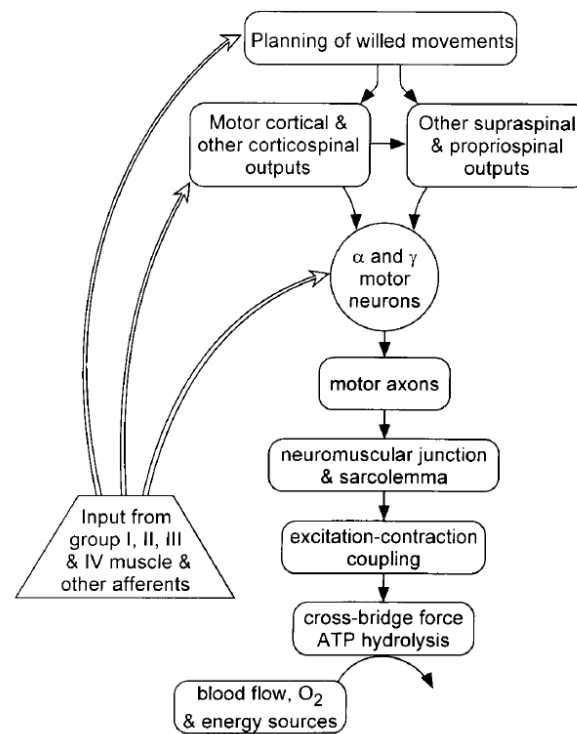 Planning of willed movements
Motor cortical &
other corticospinal
outputs
Other supraspinal
& propriospinal
outputs
α and γ
motor
neurons
motor axons
neuromuscular junction
& sarcolemma
Input from
group I, II, III
& IV muscle &
other afferents
excitation-contraction
coupling
cross-bridge force
ATP hydrolysis
blood flow, O₂
& energy sources